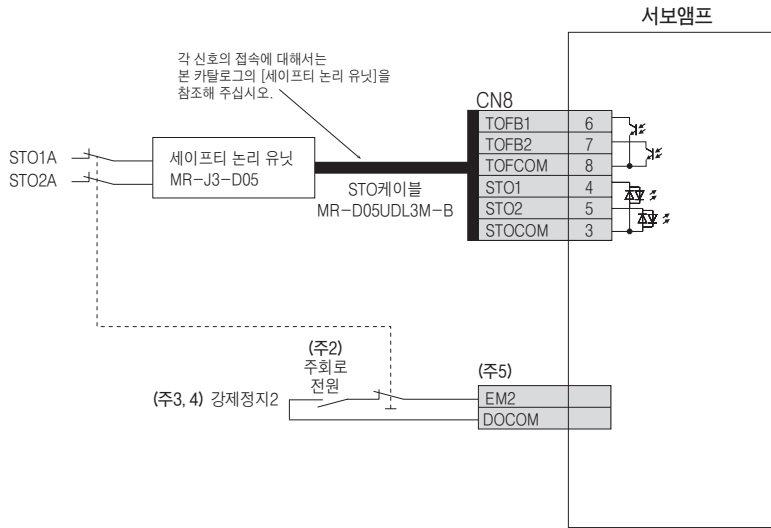 서보앰프
각 신호의 접속에 대해서는
본 카탈로그의 [세이프티 논리 유닛]을
참조해 주십시오.
CN8
TOFB1 6
TOFB2 7
TOFCOM 8
STO1 4
STO2 5
STOCOM 3
STO1A
STO2A
세이프티 논리 유닛
MR-J3-D05
STO케이블
MR-D05UDL3M-B
(주2)
주회로
전원
(주3, 4) 강제정지2
(주5)
EM2
DOCOM